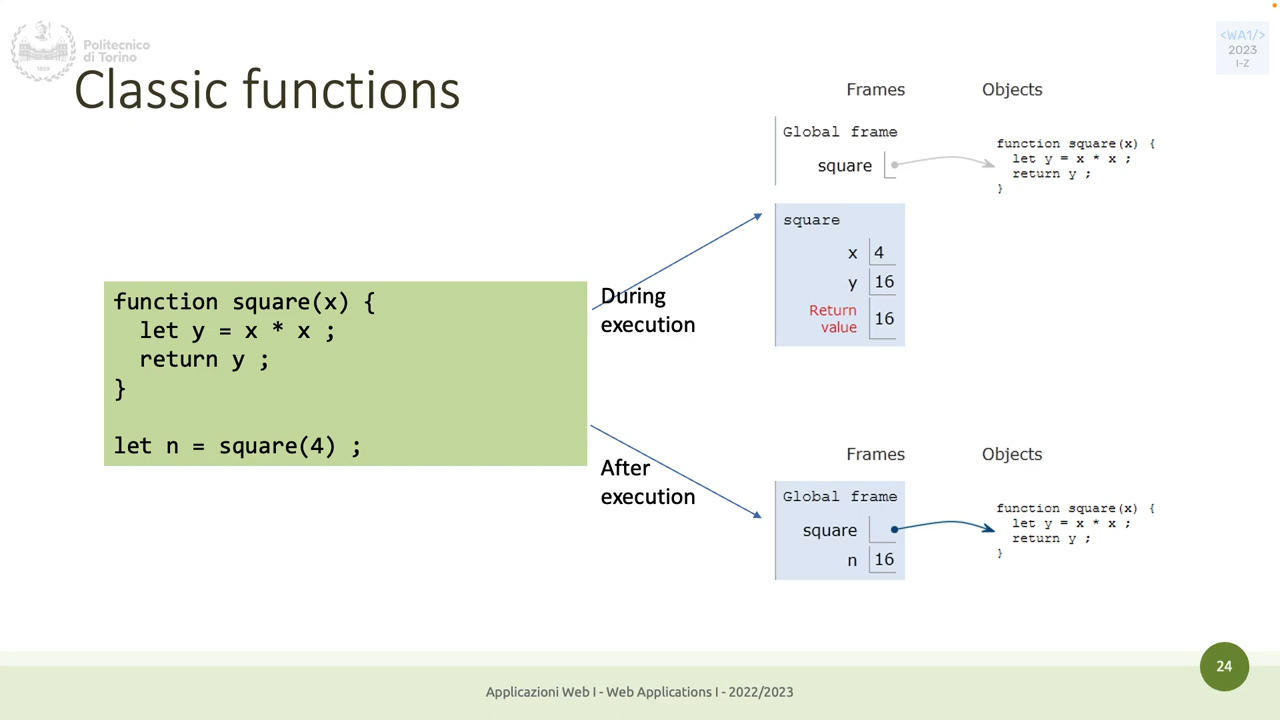 Politecnico
di Torino
<WA1/>
2023
I-Z
Classic functions
function square(x) {
let y = x * x ;
return y ;
}
let n = square(4) ;
During
execution
After
execution
Frames Objects
Global frame
square
function square(x) {
let y = x * x ;
return y ;
}
square
x 4
y 16
Return
value 16
Frames Objects
Global frame
square
n 16
function square(x) {
let y = x * x ;
return y ;
}
24
Applicazioni Web I - Web Applications I - 2022/2023